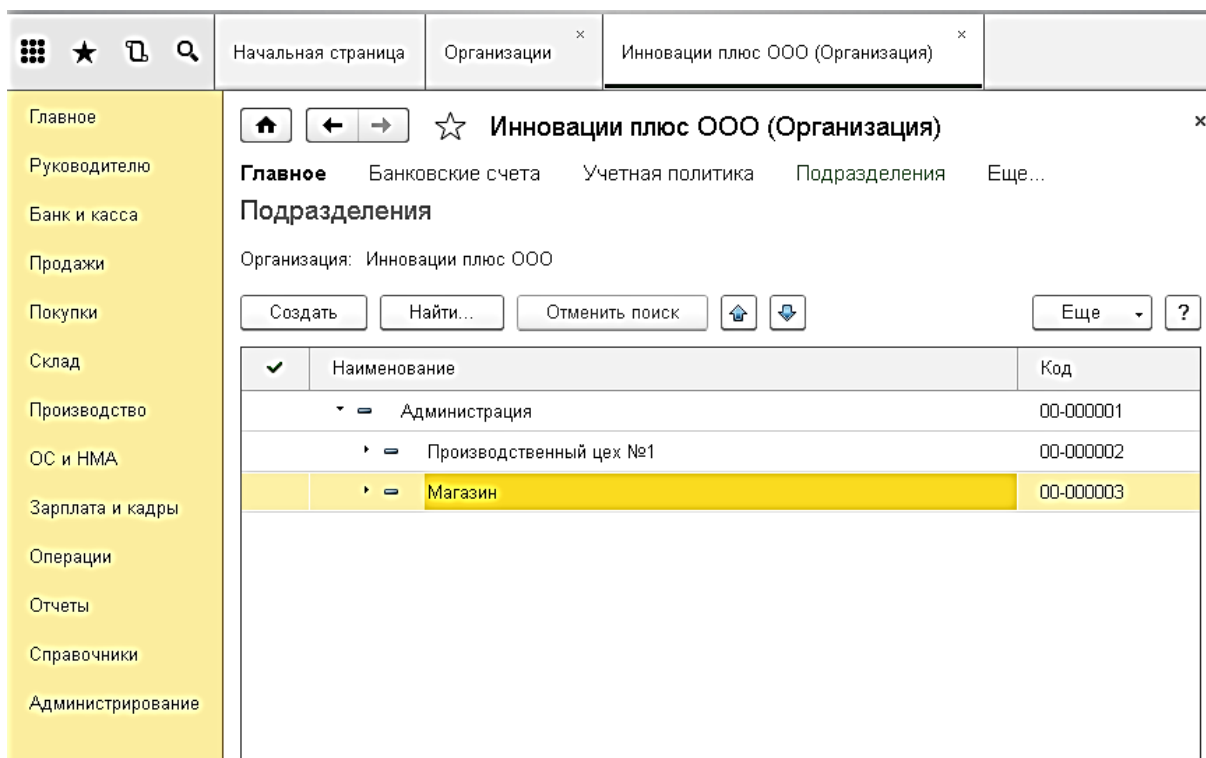 Начальная страница
Организации
Инновации плюс ООО (Организация)
Главное
Руководителю
Банк и касса
Продажи
Покупки
Склад
Производство
ОС и НМА
Зарплата и кадры
Операции
Отчеты
Справочники
Администрирование
Инновации плюс ООО (Организация)
Главное Банковские счета Учетная политика Подразделения Еще...
Подразделения
Организация: Инновации плюс ООО
Создать Найти... Отменить поиск Еще ?
Наименование Код
Администрация 00-000001
Производственный цех №1 00-000002
Магазин 00-000003